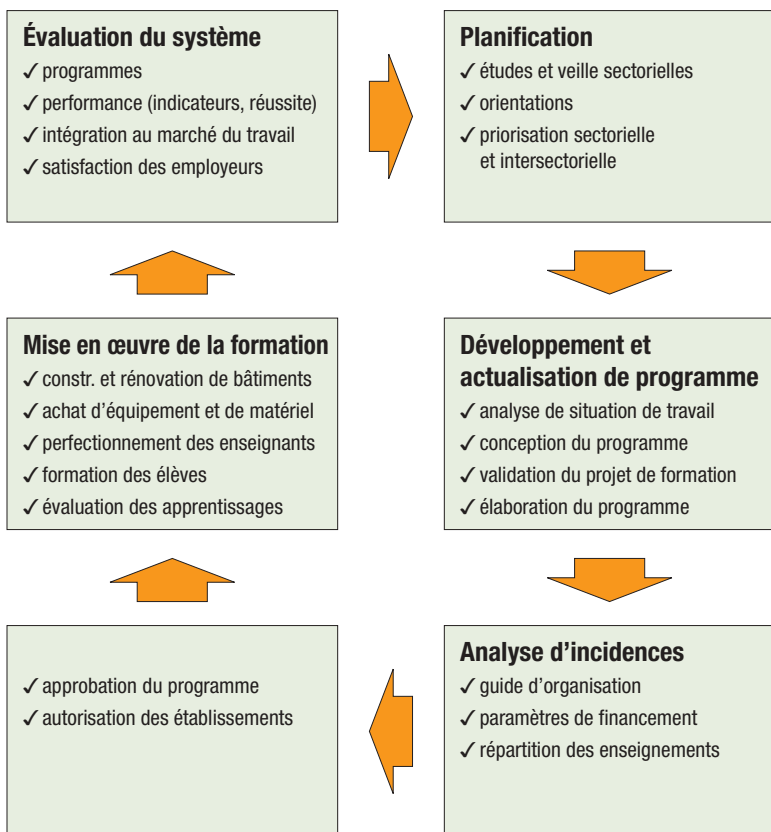 Évaluation du système
✓ programmes
✓ performance (indicateurs, réussite)
✓ intégration au marché du travail
✓ satisfaction des employeurs
Planification
✓ études et veille sectorielles
✓ orientations
✓ priorisation sectorielle
et intersectorielle
Mise en œuvre de la formation
✓ constr. et rénovation de bâtiments
✓ achat d’équipement et de matériel
✓ perfectionnement des enseignants
✓ formation des élèves
✓ évaluation des apprentissages
Développement et
actualisation de programme
✓ analyse de situation de travail
✓ conception du programme
✓ validation du projet de formation
✓ élaboration du programme
✓ approbation du programme
✓ autorisation des établissements
Analyse d’incidences
✓ guide d’organisation
✓ paramètres de financement
✓ répartition des enseignements